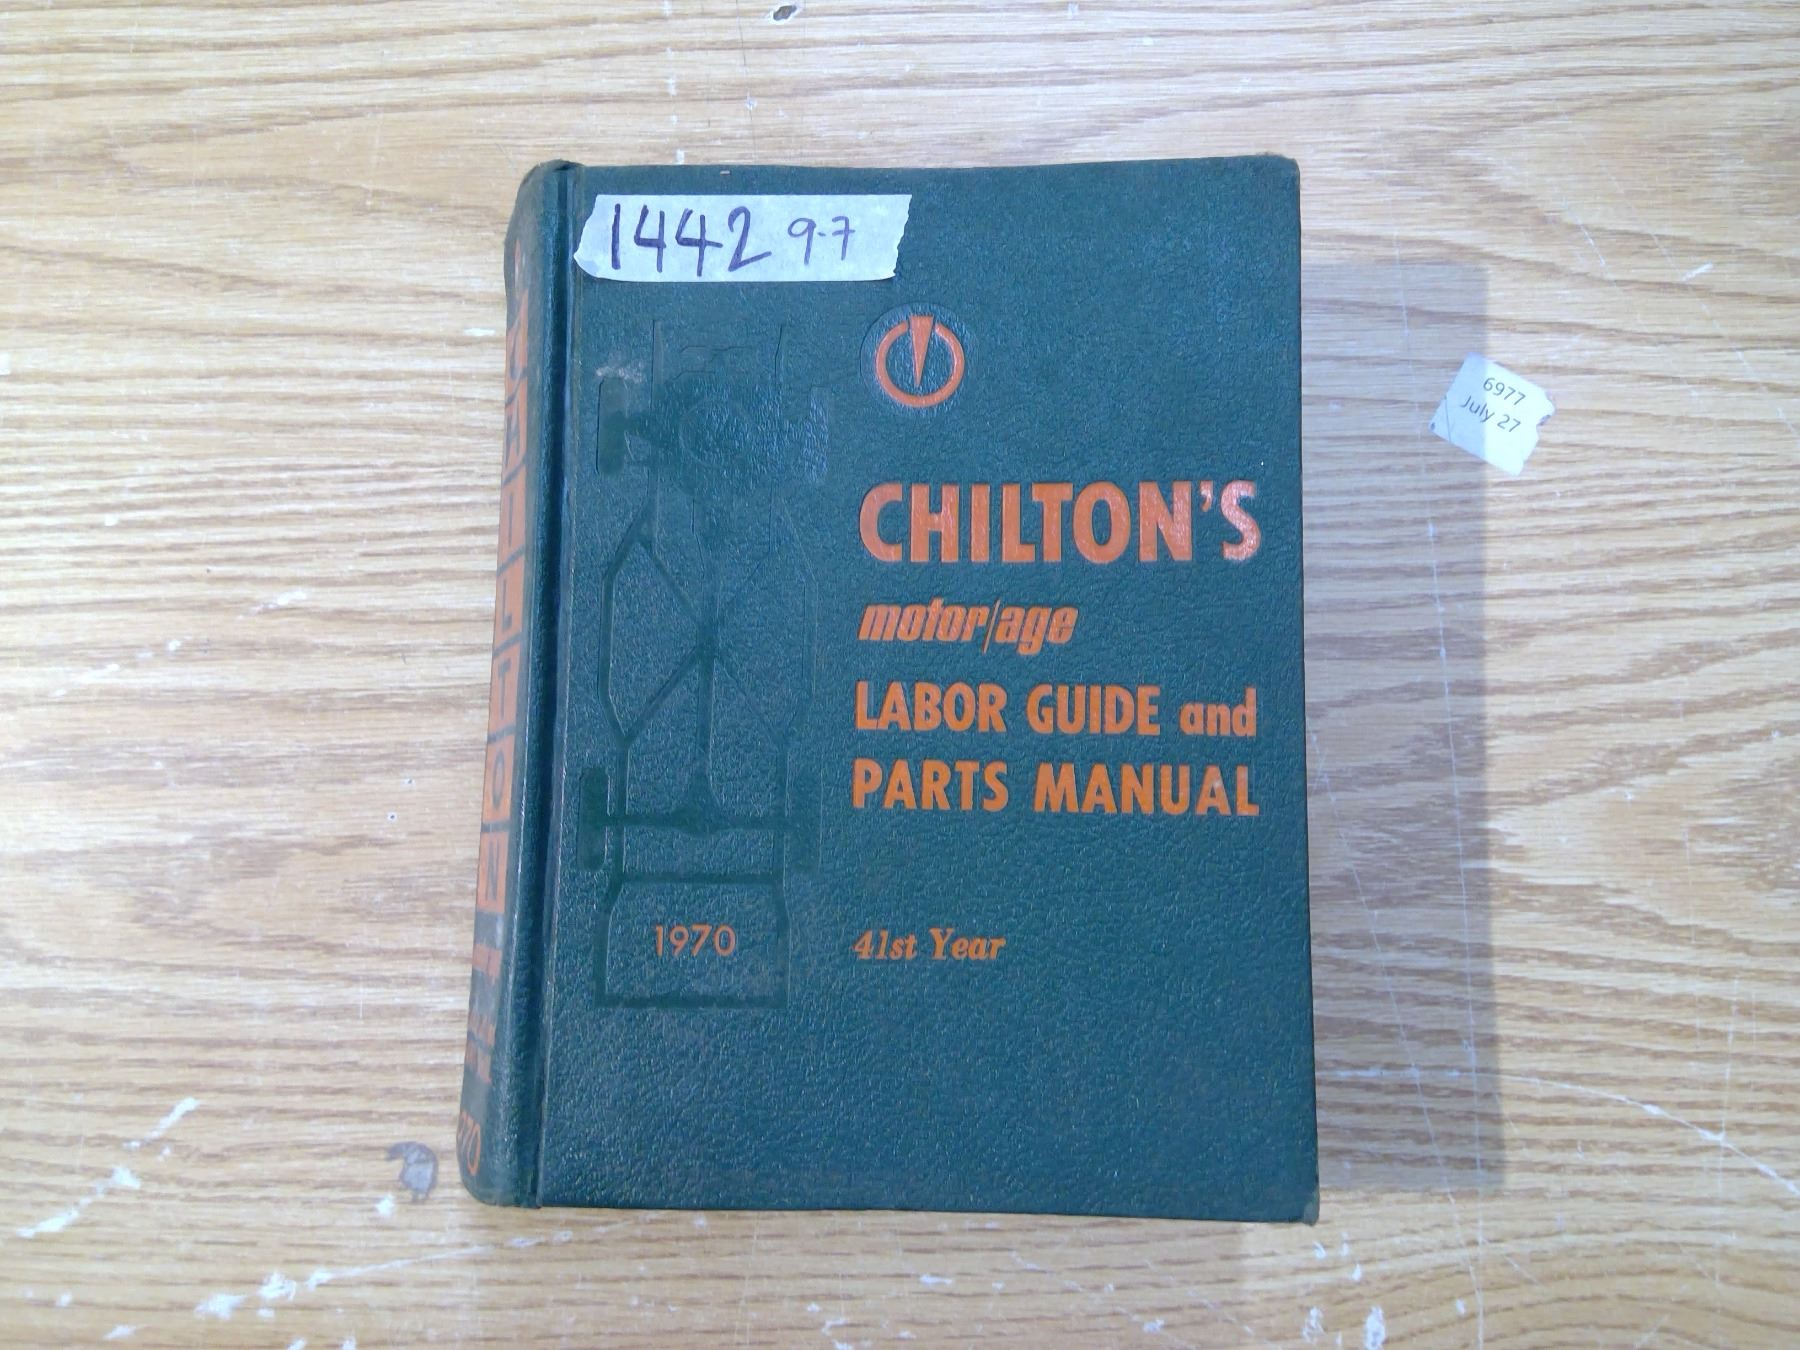 1442 9-7
CHILTON'S
motor/age
LABOR GUIDE and
PARTS MANUAL
1970
41st Year
CHILTON
6977
July 27